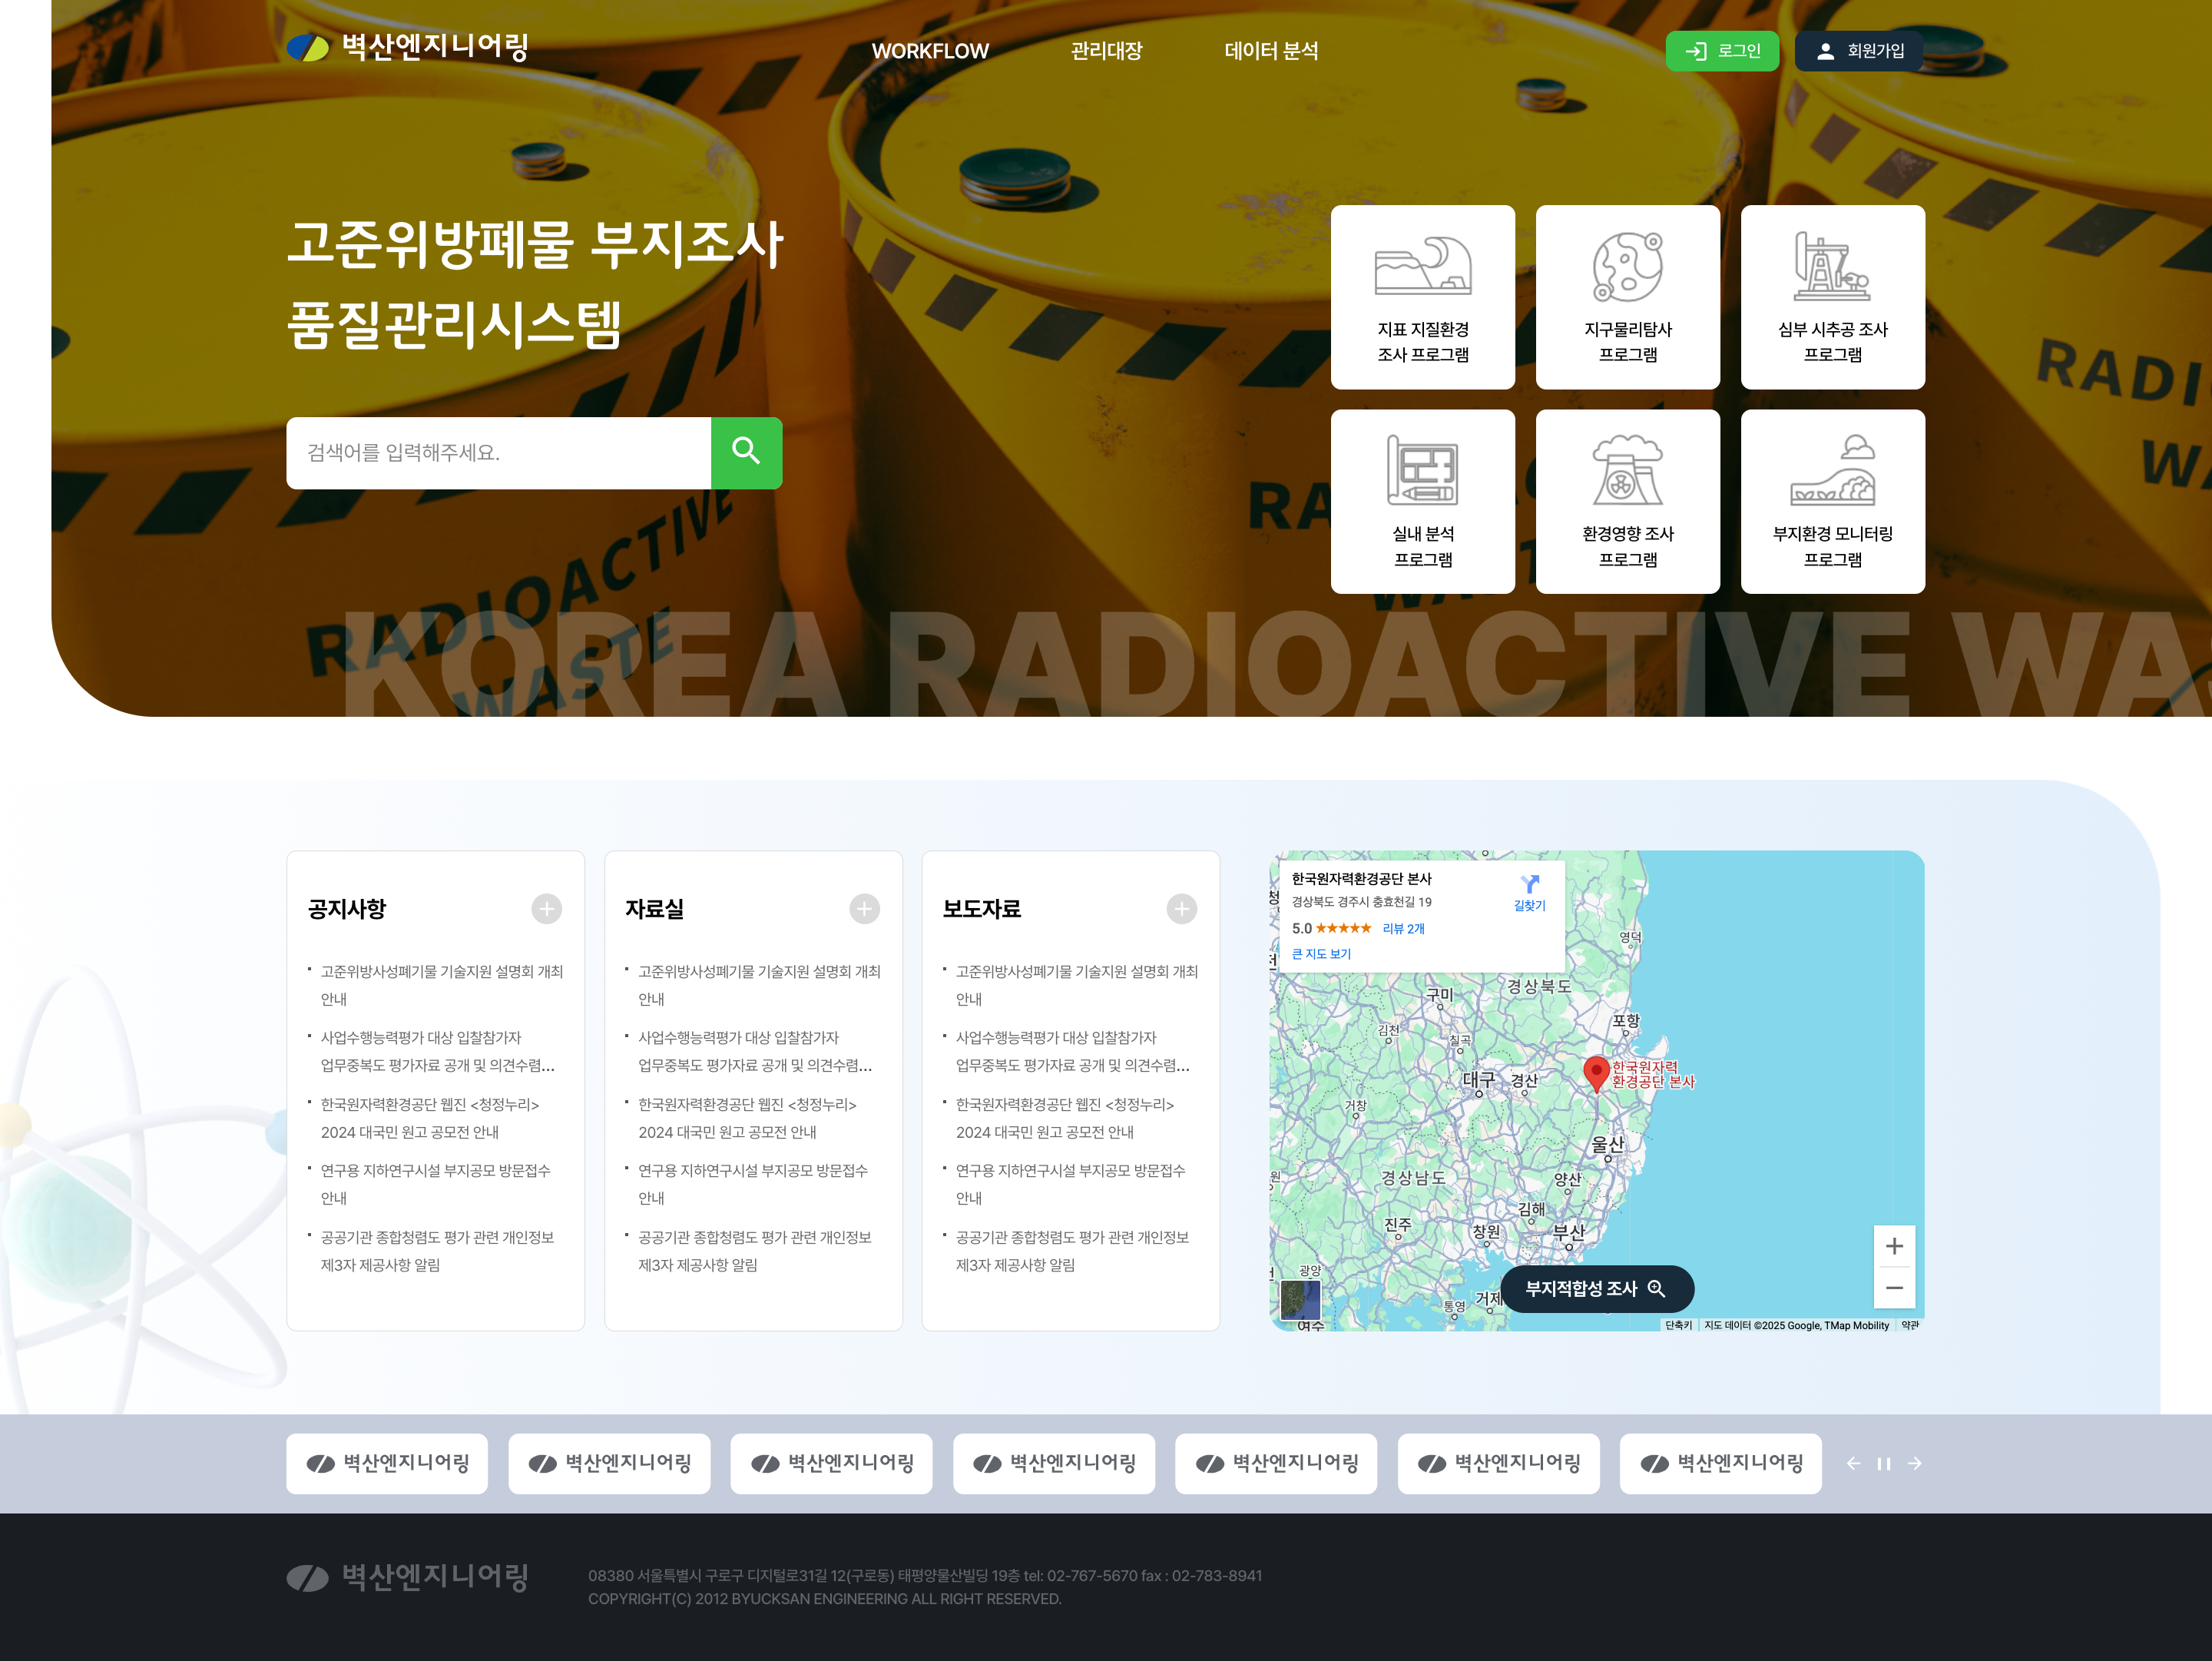 벽산엔지니어링
WORKFLOW
관리대장
데이터 분석
로그인
회원가입
고준위방폐물 부지조사
품질관리시스템
검색어를 입력해주세요.
지표 지질환경
조사 프로그램
지구물리탐사
프로그램
심부 시추공 조사
프로그램
실내 분석
프로그램
환경영향 조사
프로그램
부지환경 모니터링
프로그램
RADIOACTIVE
WASTE
KOREA RADIOACTIVE WAS
공지사항
고준위방사성폐기물 기술지원 설명회 개최
안내
사업수행능력평가 대상 입찰참가자
업무중복도 평가자료 공개 및 의견수렴...
한국원자력환경공단 웹진 <청정누리>
2024 대국민 원고 공모전 안내
연구용 지하연구시설 부지공모 방문접수
안내
공공기관 종합청렴도 평가 관련 개인정보
제3자 제공사항 알림
자료실
고준위방사성폐기물 기술지원 설명회 개최
안내
사업수행능력평가 대상 입찰참가자
업무중복도 평가자료 공개 및 의견수렴...
한국원자력환경공단 웹진 <청정누리>
2024 대국민 원고 공모전 안내
연구용 지하연구시설 부지공모 방문접수
안내
공공기관 종합청렴도 평가 관련 개인정보
제3자 제공사항 알림
보도자료
고준위방사성폐기물 기술지원 설명회 개최
안내
사업수행능력평가 대상 입찰참가자
업무중복도 평가자료 공개 및 의견수렴...
한국원자력환경공단 웹진 <청정누리>
2024 대국민 원고 공모전 안내
연구용 지하연구시설 부지공모 방문접수
안내
공공기관 종합청렴도 평가 관련 개인정보
제3자 제공사항 알림
한국원자력환경공단 본사
경상북도 경주시 충효천길 19
5.0 ★★★★★ 리뷰 2개
큰 지도 보기
길찾기
영덕
경상북도
구미
포항
김천
칠곡
한국원자력
환경공단 본사
대구
경산
거창
울산
경상남도
양산
김해
진주
창원
부산
광양
통영
거제
여수
부지적합성 조사
단축키
지도 데이터 ©2025 Google, TMap Mobility
약관
벽산엔지니어링
벽산엔지니어링
벽산엔지니어링
벽산엔지니어링
벽산엔지니어링
벽산엔지니어링
벽산엔지니어링
벽산엔지니어링
08380 서울특별시 구로구 디지털로31길 12(구로동) 태평양물산빌딩 19층 tel: 02-767-5670 fax : 02-783-8941
COPYRIGHT(C) 2012 BYUCKSAN ENGINEERING ALL RIGHT RESERVED.